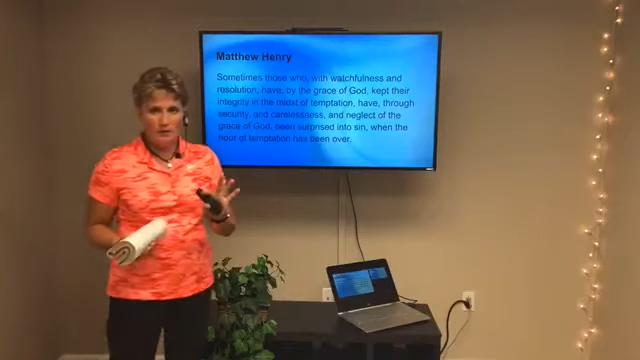 Matthew Henry
Sometimes those who, with watchfulness and
resolution, have, by the grace of God, kept their
integrity in the midst of temptation, have, through
security, and carelessness, and neglect of the
grace of God, been surprised into sin, when the
hour of temptation has been over.